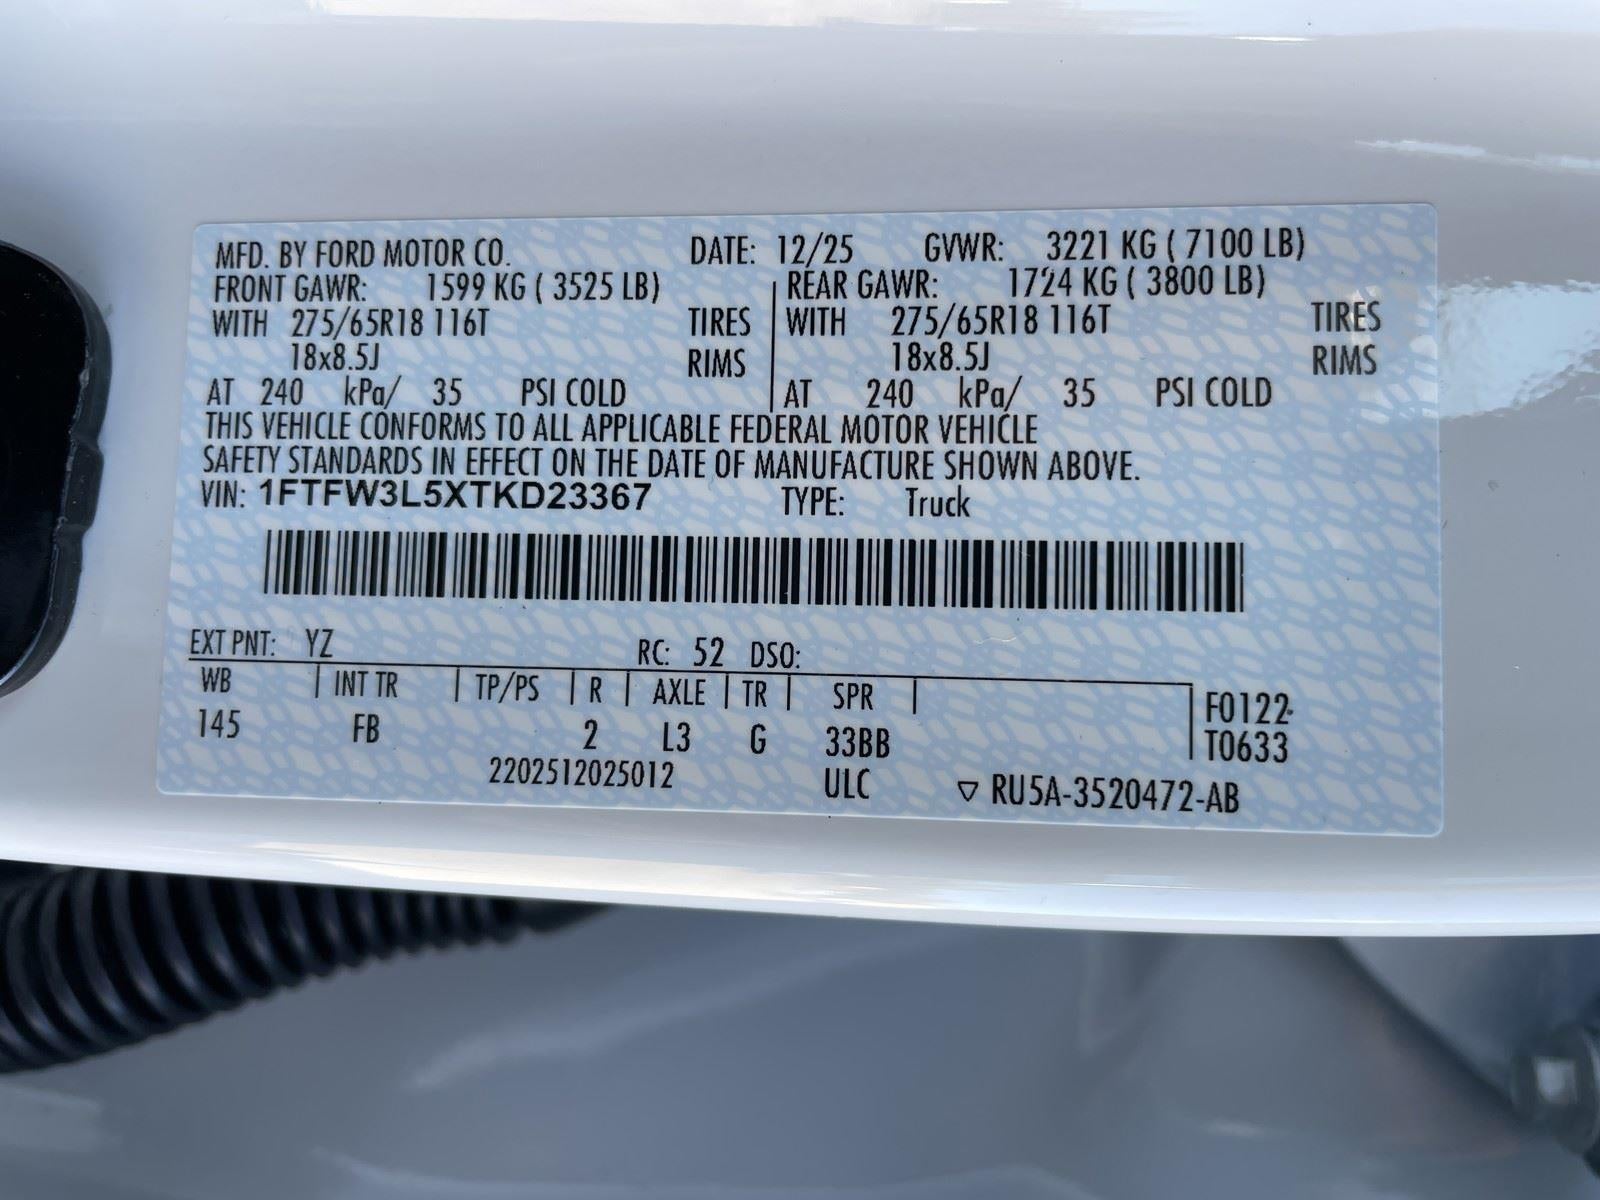 MFD. BY FORD MOTOR CO. DATE: 12/25 GVWR: 3221 KG ( 7100 LB)
FRONT GAWR: 1599 KG ( 3525 LB) REAR GAWR: 1724 KG ( 3800 LB)
WITH 275/65R18 116T TIRES WITH 275/65R18 116T TIRES
18x8.5J RIMS 18x8.5J RIMS
AT 240 kPa/ 35 PSI COLD AT 240 kPa/ 35 PSI COLD
THIS VEHICLE CONFORMS TO ALL APPLICABLE FEDERAL MOTOR VEHICLE
SAFETY STANDARDS IN EFFECT ON THE DATE OF MANUFACTURE SHOWN ABOVE.
VIN: 1FTFW3L5XTKD23367 TYPE: Truck
EXT PNT: YZ RC: 52 DSO:
WB INT TR TP/PS R AXLE TR SPR F0122
145 FB 2 L3 G 33BB T0633
2202512025012 ULC ▽ RU5A-3520472-AB